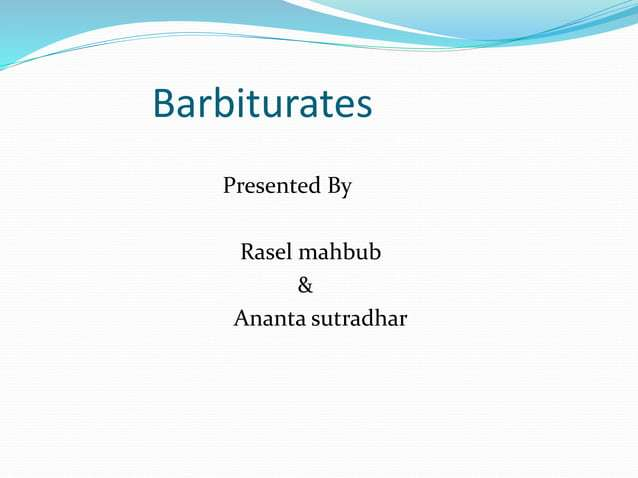 Barbiturates
Presented By
Rasel mahbub
&
Ananta sutradhar